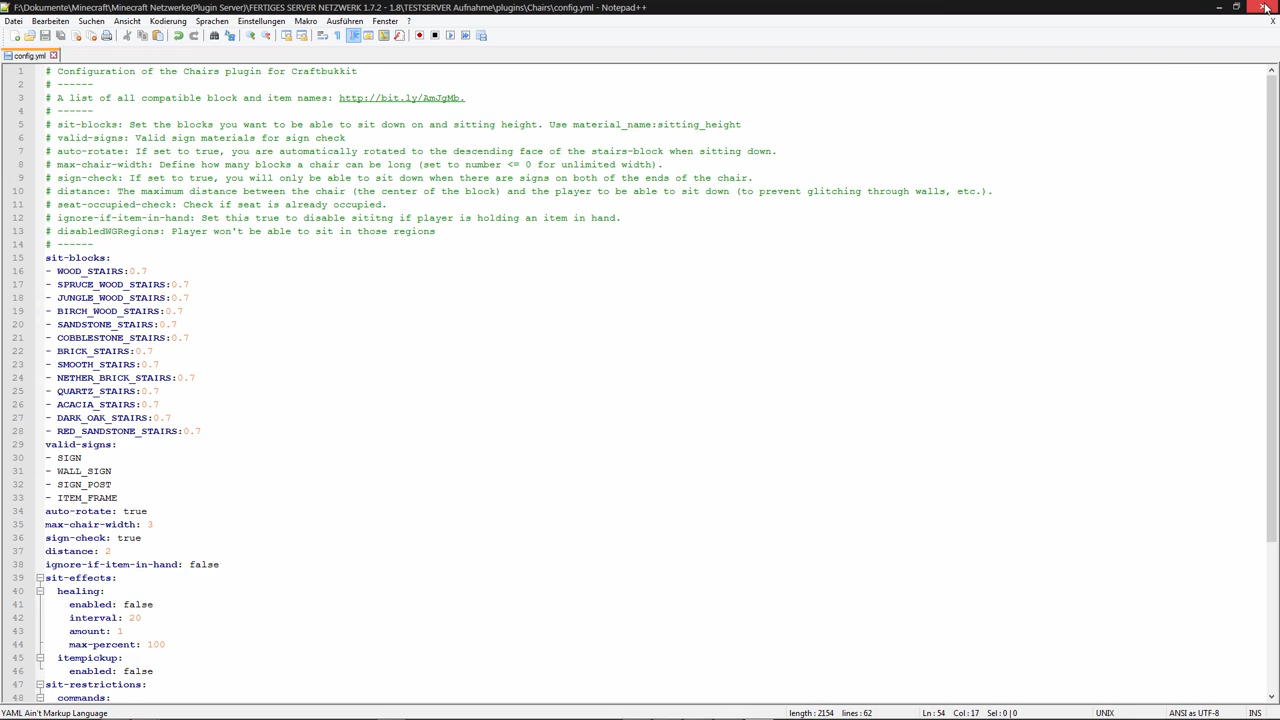 F:\Dokumente\Minecraft\Minecraft Netzwerke(Plugin Server)\FERTIGES SERVER NETZWERK 1.7.2 - 1.8\TESTSERVER Aufnahme\plugins\Chairs\config.yml - Notepad++
Datei Bearbeiten Suchen Ansicht Kodierung Sprachen Einstellungen Makro Ausführen Fenster ? X
config.yml
1 # Configuration of the Chairs plugin for Craftbukkit
2 # ------
3 # A list of all compatible block and item names: http://bit.ly/AmJgMb.
4 # ------
5 # sit-blocks: Set the blocks you want to be able to sit down on and sitting height. Use material_name:sitting_height
6 # valid-signs: Valid sign materials for sign check
7 # auto-rotate: If set to true, you are automatically rotated to the descending face of the stairs-block when sitting down.
8 # max-chair-width: Define how many blocks a chair can be long (set to number <= 0 for unlimited width).
9 # sign-check: If set to true, you will only be able to sit down when there are signs on both of the ends of the chair.
10 # distance: The maximum distance between the chair (the center of the block) and the player to be able to sit down (to prevent glitching through walls, etc.).
11 # seat-occupied-check: Check if seat is already occupied.
12 # ignore-if-item-in-hand: Set this true to disable sititng if player is holding an item in hand.
13 # disabledWGRegions: Player won't be able to sit in those regions
14 # ------
15 sit-blocks:
16 - WOOD_STAIRS:0.7
17 - SPRUCE_WOOD_STAIRS:0.7
18 - JUNGLE_WOOD_STAIRS:0.7
19 - BIRCH_WOOD_STAIRS:0.7
20 - SANDSTONE_STAIRS:0.7
21 - COBBLESTONE_STAIRS:0.7
22 - BRICK_STAIRS:0.7
23 - SMOOTH_STAIRS:0.7
24 - NETHER_BRICK_STAIRS:0.7
25 - QUARTZ_STAIRS:0.7
26 - ACACIA_STAIRS:0.7
27 - DARK_OAK_STAIRS:0.7
28 - RED_SANDSTONE_STAIRS:0.7
29 valid-signs:
30 - SIGN
31 - WALL_SIGN
32 - SIGN_POST
33 - ITEM_FRAME
34 auto-rotate: true
35 max-chair-width: 3
36 sign-check: true
37 distance: 2
38 ignore-if-item-in-hand: false
39 sit-effects:
40 healing:
41 enabled: false
42 interval: 20
43 amount: 1
44 max-percent: 100
45 itempickup:
46 enabled: false
47 sit-restrictions:
48 commands:
YAML Ain't Markup Language length : 2154 lines : 62 Ln : 54 Col : 17 Sel : 0 | 0 UNIX ANSI as UTF-8 INS